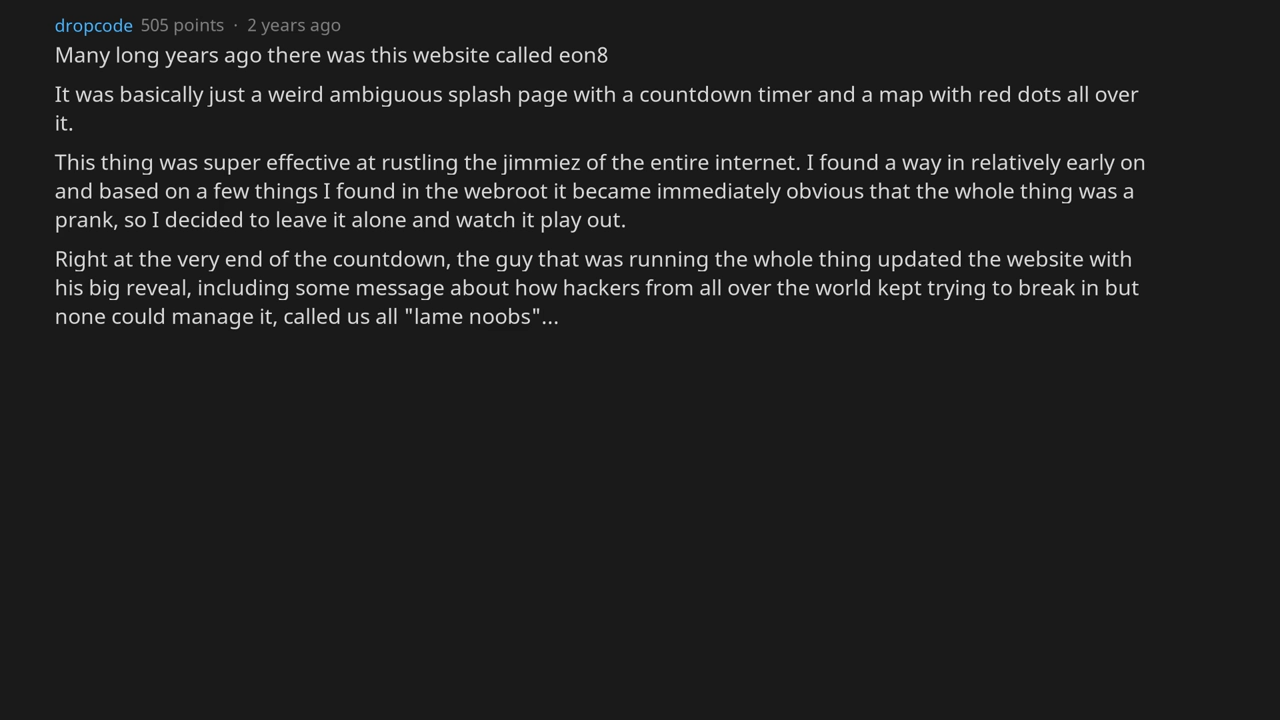 dropcode 505 points · 2 years ago
Many long years ago there was this website called eon8
It was basically just a weird ambiguous splash page with a countdown timer and a map with red dots all over
it.
This thing was super effective at rustling the jimmiez of the entire internet. I found a way in relatively early on
and based on a few things I found in the webroot it became immediately obvious that the whole thing was a
prank, so I decided to leave it alone and watch it play out.
Right at the very end of the countdown, the guy that was running the whole thing updated the website with
his big reveal, including some message about how hackers from all over the world kept trying to break in but
none could manage it, called us all "lame noobs"...